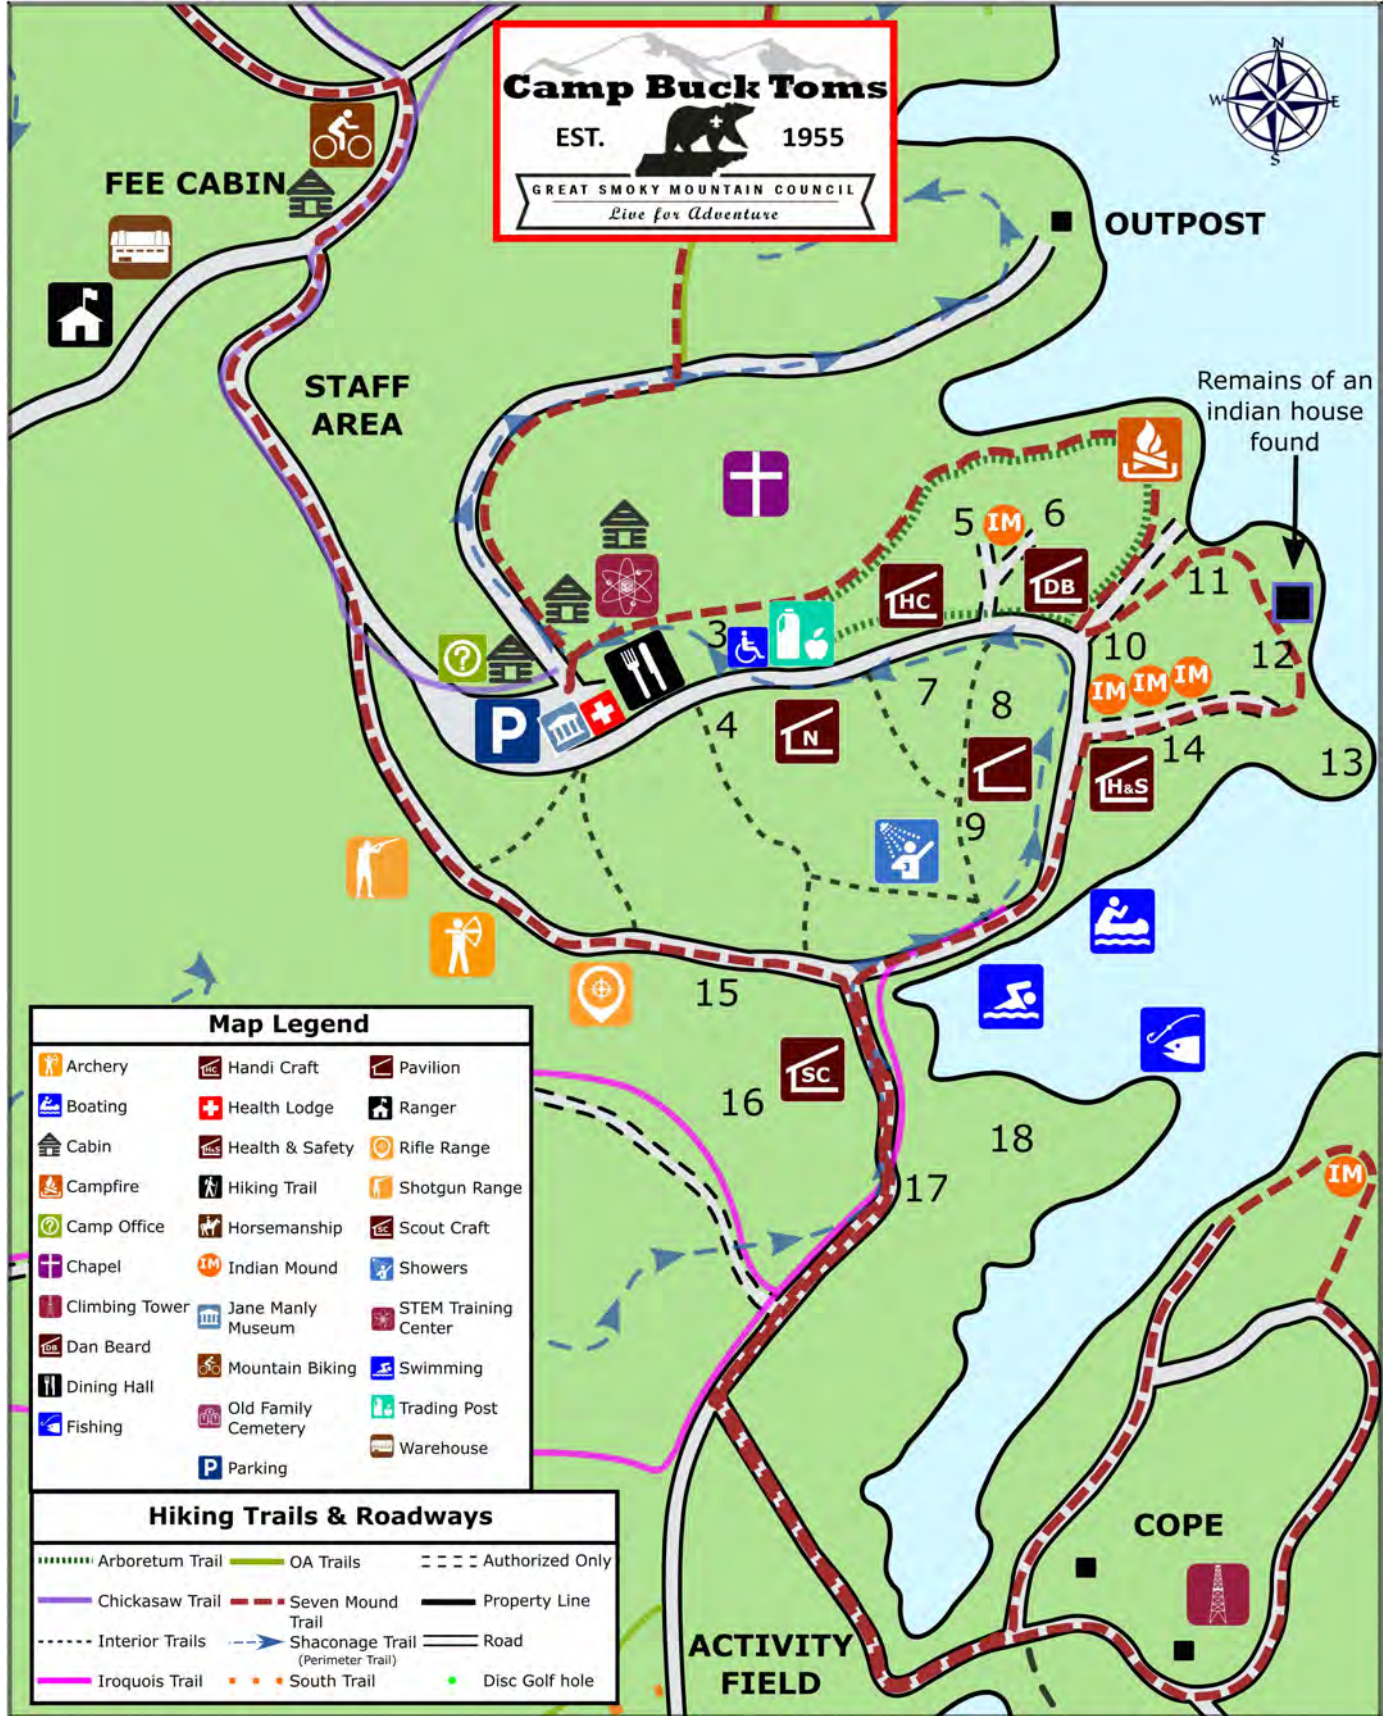 Camp Buck Toms
EST. 1955
GREAT SMOKY MOUNTAIN COUNCIL
Live for Adventure
N
W E
S
FEE CABIN
OUTPOST
STAFF
AREA
Remains of an
indian house
found
5 IM 6
HC
DB
11
3
10
12
IM IM IM
7
8
4
P
N
14
H&S
13
9
15
SC
16
18
17
IM
COPE
ACTIVITY
FIELD
Map Legend
Archery
Boating
Cabin
Campfire
Camp Office
Chapel
Climbing Tower
DB Dan Beard
Dining Hall
Fishing
HC Handi Craft
Health Lodge
H&S Health & Safety
Hiking Trail
Horsemanship
IM Indian Mound
Jane Manly
Museum
Mountain Biking
Old Family
Cemetery
P Parking
Pavilion
Ranger
Rifle Range
Shotgun Range
SC Scout Craft
Showers
STEM Training
Center
Swimming
Trading Post
Warehouse
Hiking Trails & Roadways
Arboretum Trail
Chickasaw Trail
Interior Trails
Iroquois Trail
OA Trails
Seven Mound
Trail
Shaconage Trail
(Perimeter Trail)
South Trail
Authorized Only
Property Line
Road
Disc Golf hole